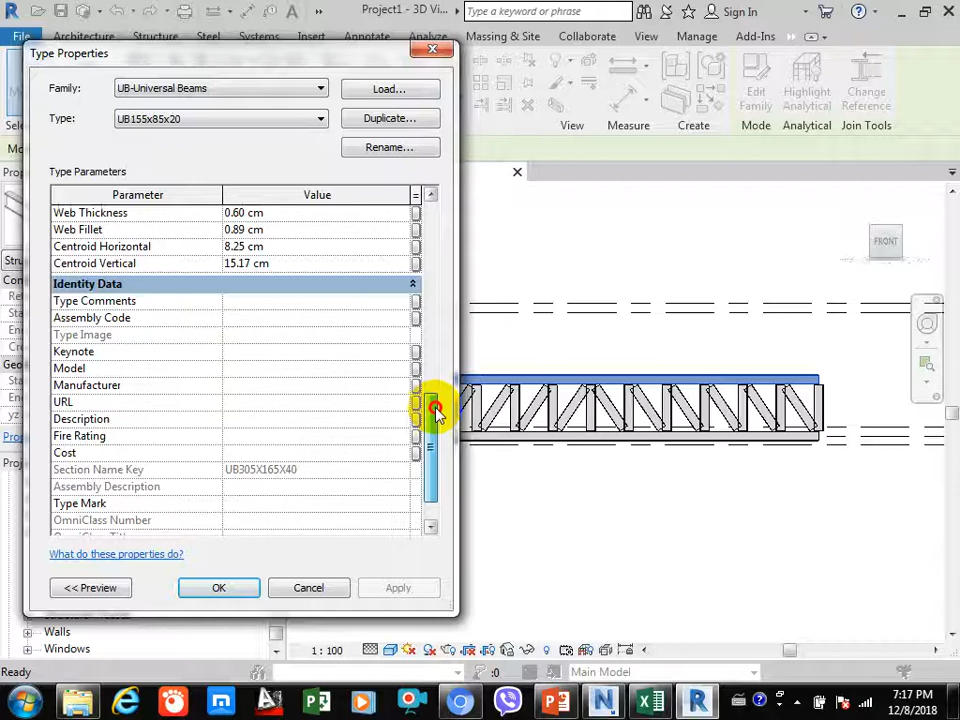 Project1 - 3D Vi...
Type a keyword or phrase
Sign In
File
Architecture
Structure
Steel
Systems
Insert
Annotate
Analyze
Massing & Site
Collaborate
View
Manage
Add-Ins
Type Properties
Family:
UB-Universal Beams
Load...
Type:
UB155x85x20
Duplicate...
Rename...
Type Parameters
Parameter
Value
=
Web Thickness
0.60 cm
Web Fillet
0.89 cm
Centroid Horizontal
8.25 cm
Centroid Vertical
15.17 cm
Identity Data
Type Comments
Assembly Code
Type Image
Keynote
Model
Manufacturer
URL
Description
Fire Rating
Cost
Section Name Key
UB305X165X40
Assembly Description
Type Mark
OmniClass Number
OmniClass Title
What do these properties do?
<< Preview
OK
Cancel
Apply
View
Measure
Create
Edit
Family
Mode
Highlight
Analytical
Analytical
Change
Reference
Join Tools
FRONT
Walls
Windows
1 : 100
Ready
:0
Main Model
7:17 PM
12/8/2018